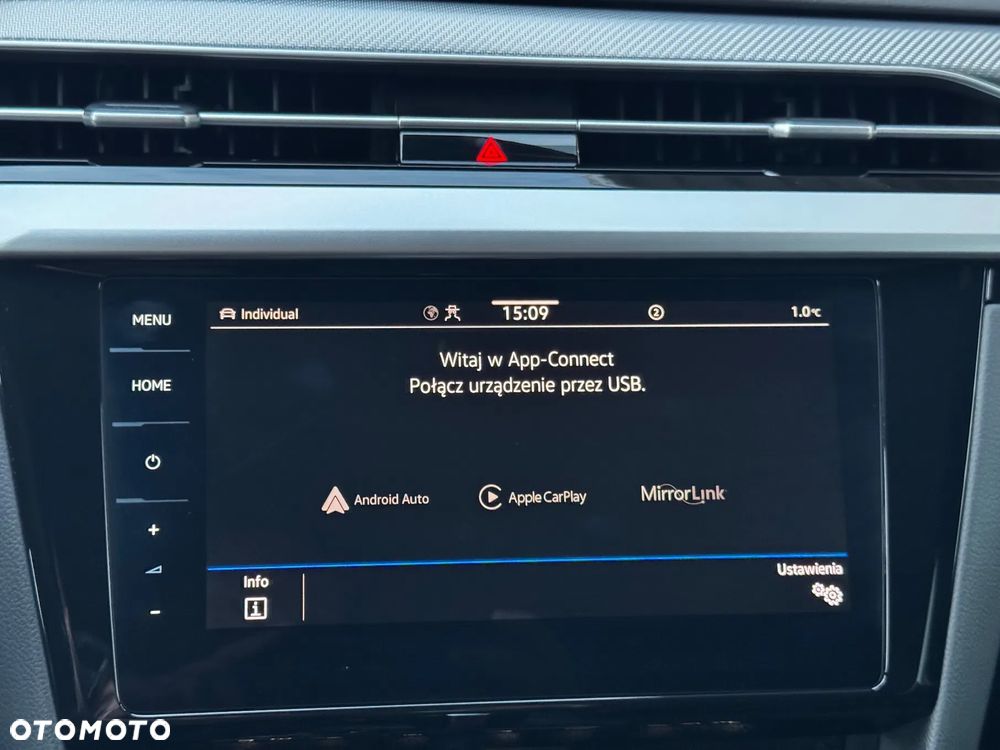 MENU
HOME
+
-
Individual
15:09
2
1.0°C
Witaj w App-Connect
Połącz urządzenie przez USB.
Android Auto
Apple CarPlay
MirrorLink
Info
i
Ustawienia
OTOMOTO